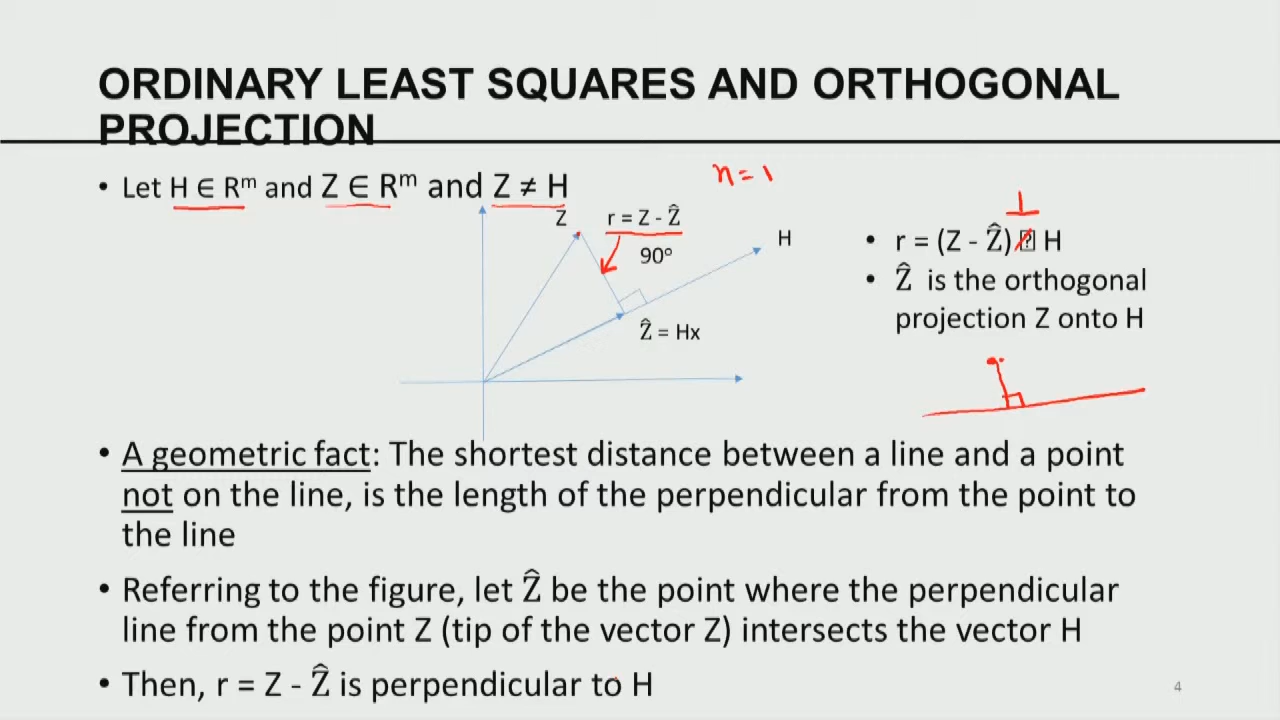 ORDINARY LEAST SQUARES AND ORTHOGONAL
PROJECTION
• Let H ∈ Rᵐ and Z ∈ Rᵐ and Z ≠ H
n = 1
Z
r = Z - Ẑ
90°
H
Ẑ = Hx
⊥
• r = (Z - Ẑ) H
• Ẑ is the orthogonal
projection Z onto H
• A geometric fact: The shortest distance between a line and a point
not on the line, is the length of the perpendicular from the point to
the line
• Referring to the figure, let Ẑ be the point where the perpendicular
line from the point Z (tip of the vector Z) intersects the vector H
• Then, r = Z - Ẑ is perpendicular to H
4